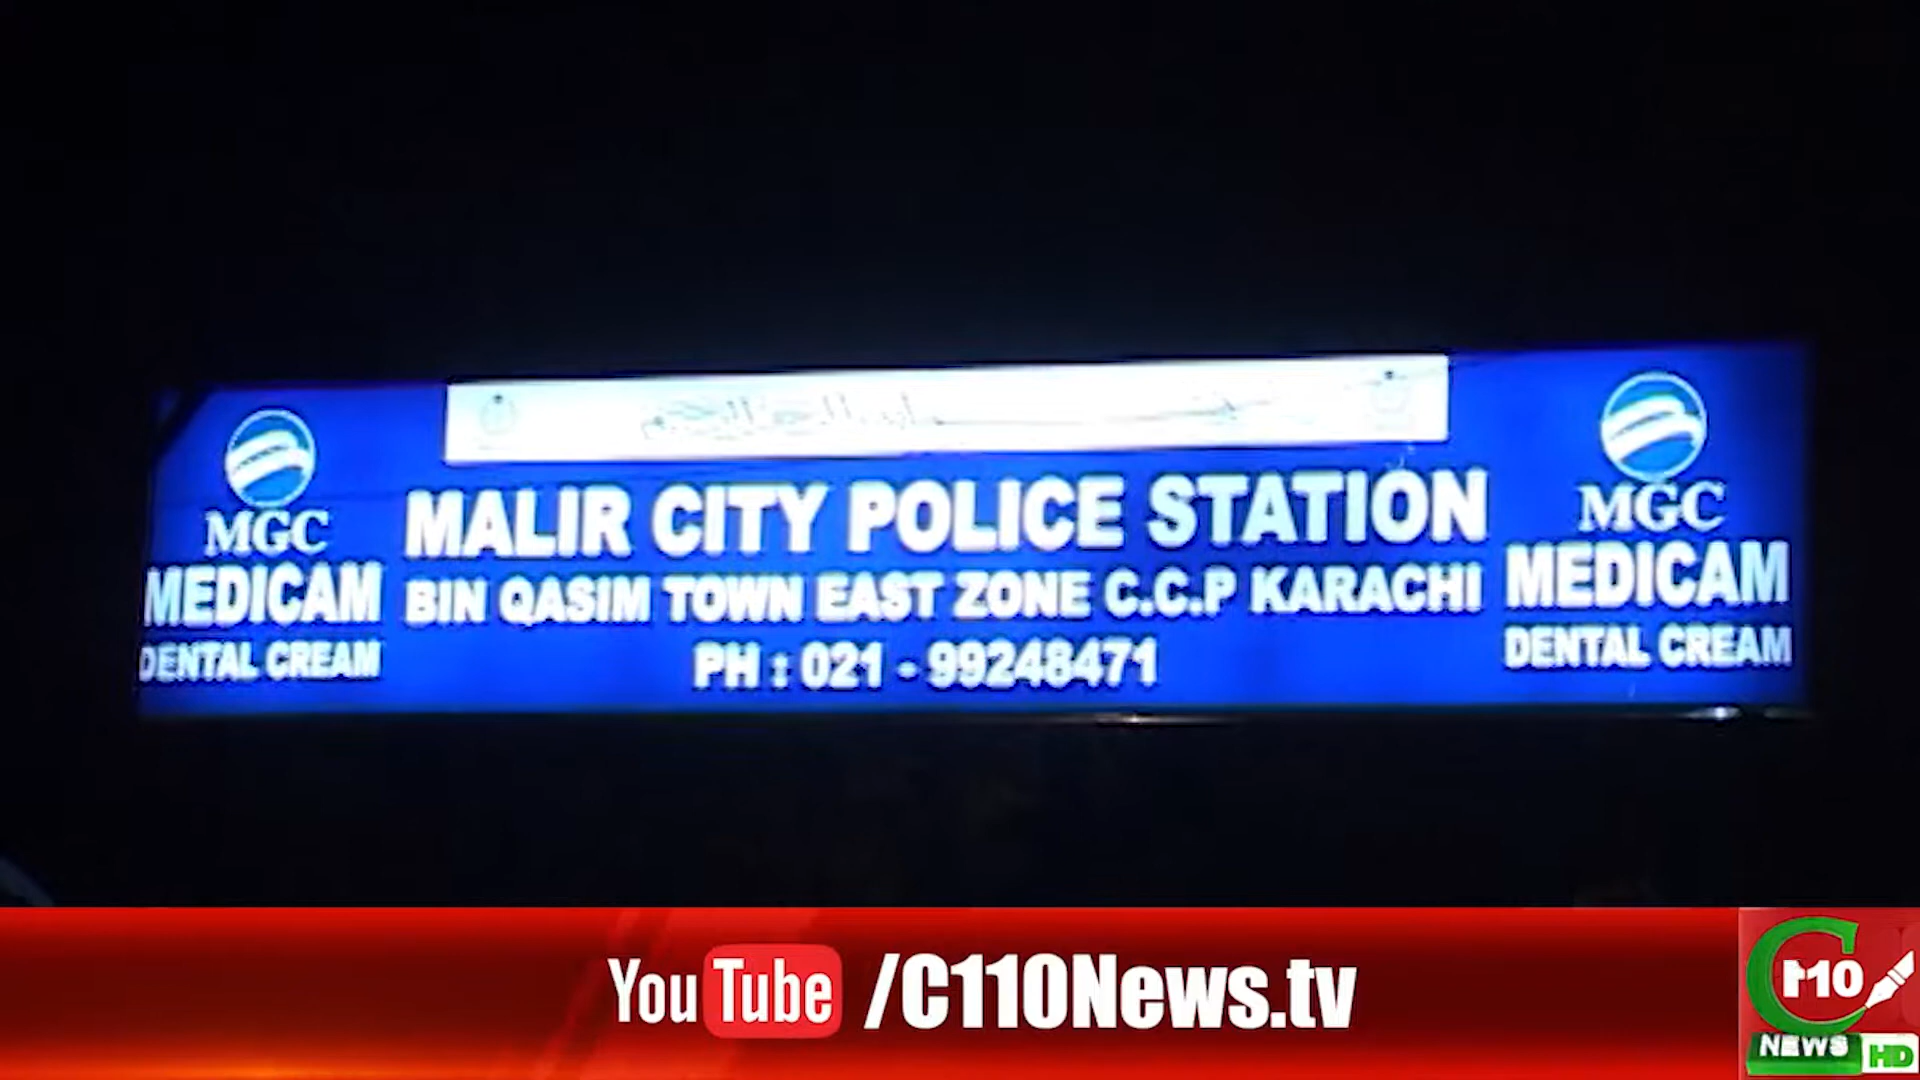 MGC
MEDICAM
DENTAL CREAM
MALIR CITY POLICE STATION
BIN QASIM TOWN EAST ZONE C.C.P KARACHI
PH : 021 - 99248471
MGC
MEDICAM
DENTAL CREAM
YouTube /C110News.tv
C110
NEWS HD